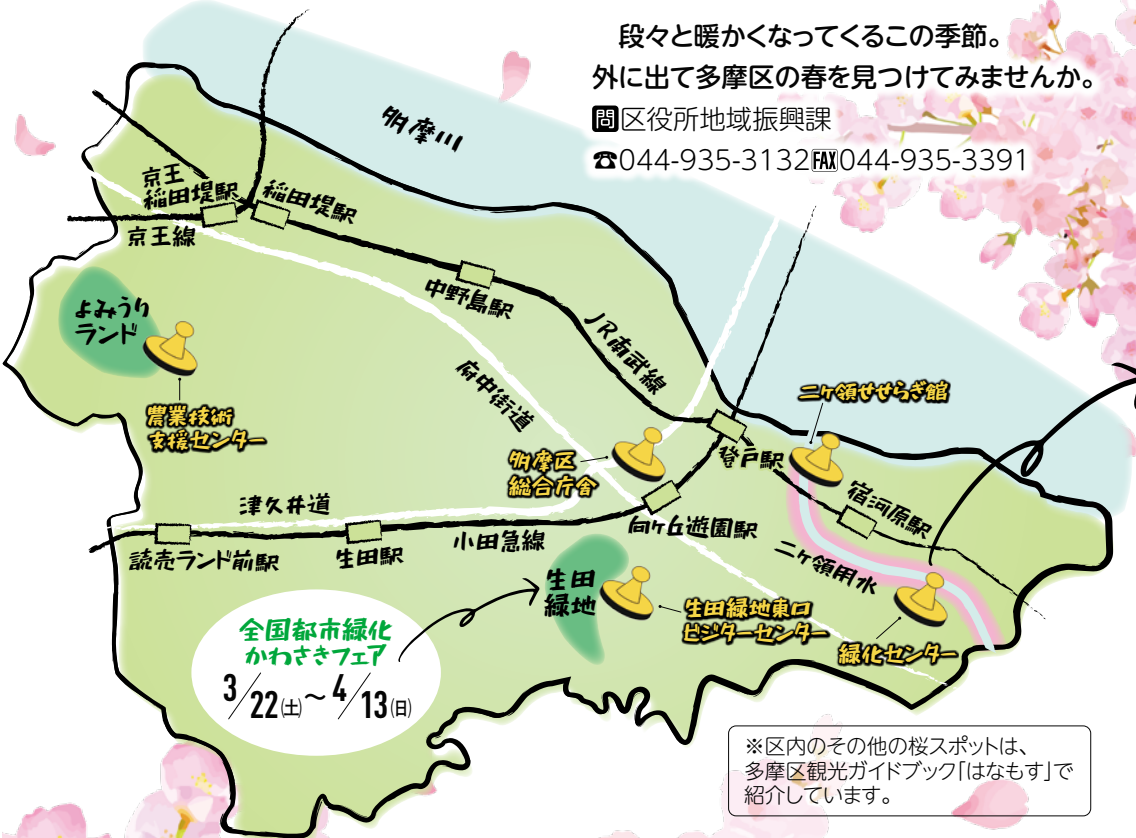 段々と暖かくなってくるこの季節。
外に出て多摩区の春を見つけてみませんか。
問区役所地域振興課
☎044-935-3132 FAX044-935-3391
多摩川
京王
稲田堤駅
稲田堤駅
京王線
中野島駅
JR南武線
よみうり
ランド
府中街道
農業技術
支援センター
二ヶ領せせらぎ館
多摩区
総合庁舎
登戸駅
宿河原駅
津久井道
向ヶ丘遊園駅
読売ランド前駅
生田駅
小田急線
二ヶ領用水
生田
緑地
生田緑地東口
ビジターセンター
緑化センター
全国都市緑化
かわさきフェア
3/22(土)～4/13(日)
※区内のその他の桜スポットは、
多摩区観光ガイドブック「はなもす」で
紹介しています。